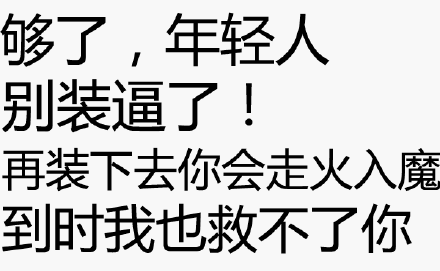 够了，年轻人
别装逼了！
再装下去你会走火入魔
到时我也救不了你